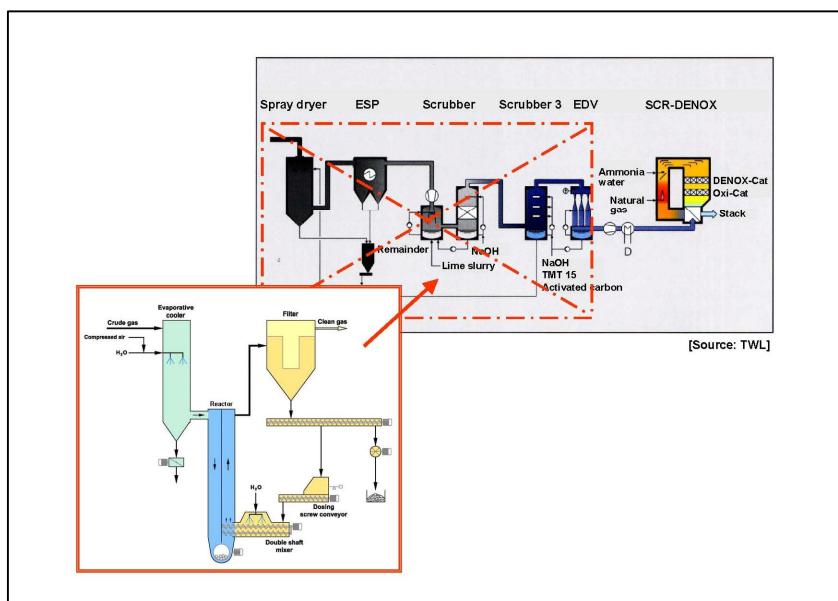 Spray dryer ESP Scrubber Scrubber 3 EDV SCR-DENOX
Ammonia
water
DENOX-Cat
Oxi-Cat
Natural
gas
Stack
Remainder
NaOH
Lime slurry
NaOH
TMT 15
Activated carbon
D
[Source: TWL]
Evaporative
cooler
Filter
Crude gas
Clean gas
Compressed air
H₂O
Reactor
H₂O
Dosing
screw conveyor
Double shaft
mixer